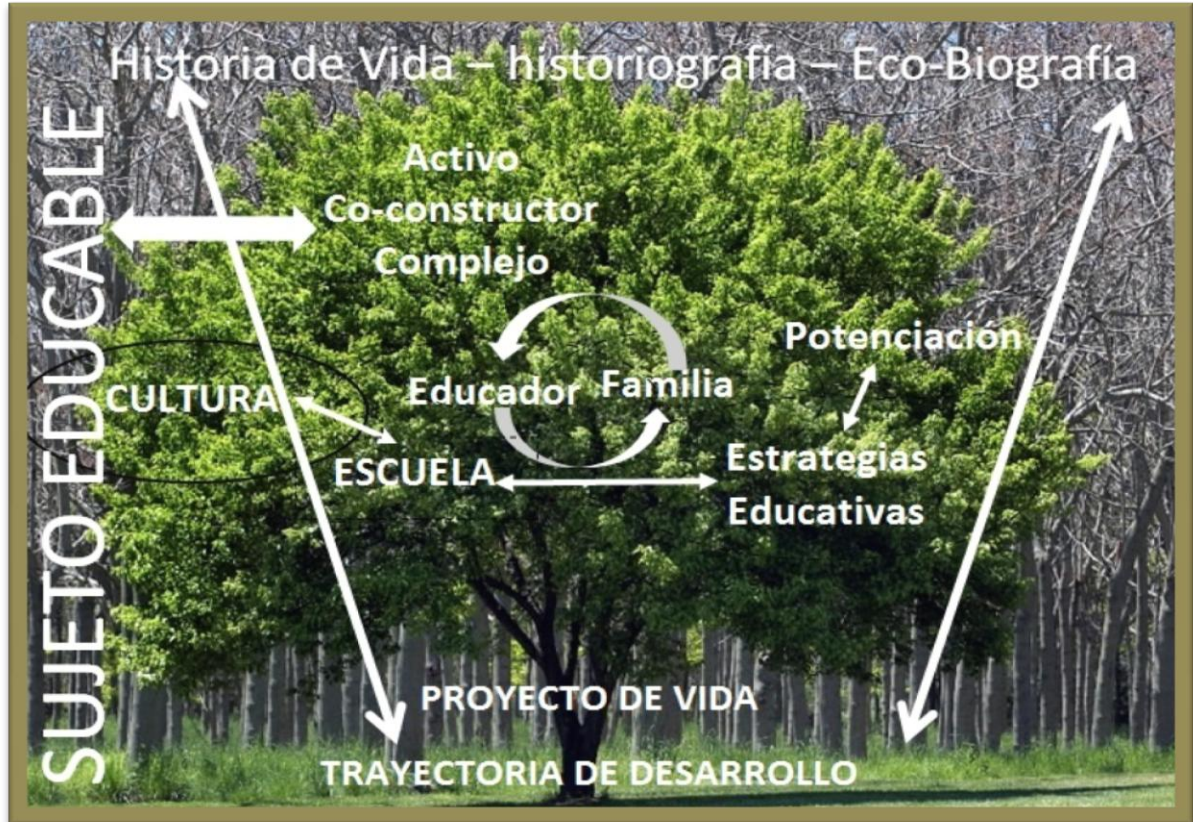 Historia de Vida – historiografía – Eco-Biografía
SUJETO EDUCABLE
Activo
Co-constructor
Complejo
Potenciación
Educador Familia
CULTURA
ESCUELA
Estrategias
Educativas
PROYECTO DE VIDA
TRAYECTORIA DE DESARROLLO